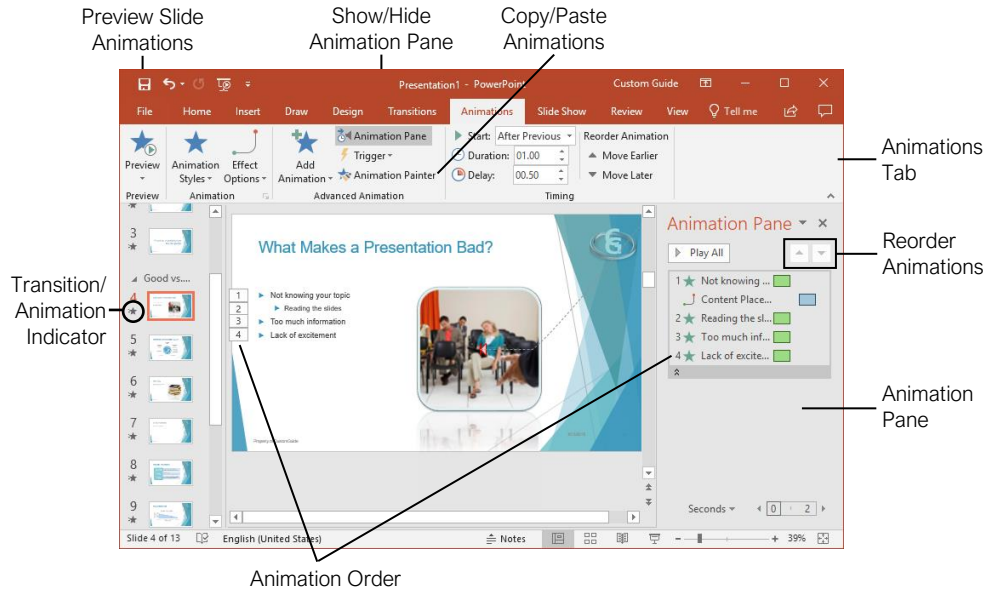 Preview Slide
Animations
Show/Hide
Animation Pane
Copy/Paste
Animations
Presentation1 - PowerPoint
Custom Guide
File Home Insert Draw Design Transitions Animations Slide Show Review View Tell me
Preview
Animation
Styles
Effect
Options
Add
Animation
Animation Pane
Trigger
Animation Painter
Start: After Previous
Duration: 01.00
Delay: 00.50
Reorder Animation
Move Earlier
Move Later
Preview Animation Advanced Animation Timing
Animations
Tab
3
Good vs....
4
5
6
7
8
9
Transition/
Animation
Indicator
What Makes a Presentation Bad?
1 Not knowing your topic
2 Reading the slides
3 Too much information
4 Lack of excitement
Property of CustomGuide
Animation Pane
Play All
1 Not knowing ...
Content Place...
2 Reading the sl...
3 Too much inf...
4 Lack of excite...
Seconds 0 2
Reorder
Animations
Animation
Pane
Slide 4 of 13 English (United States) Notes 39%
Animation Order